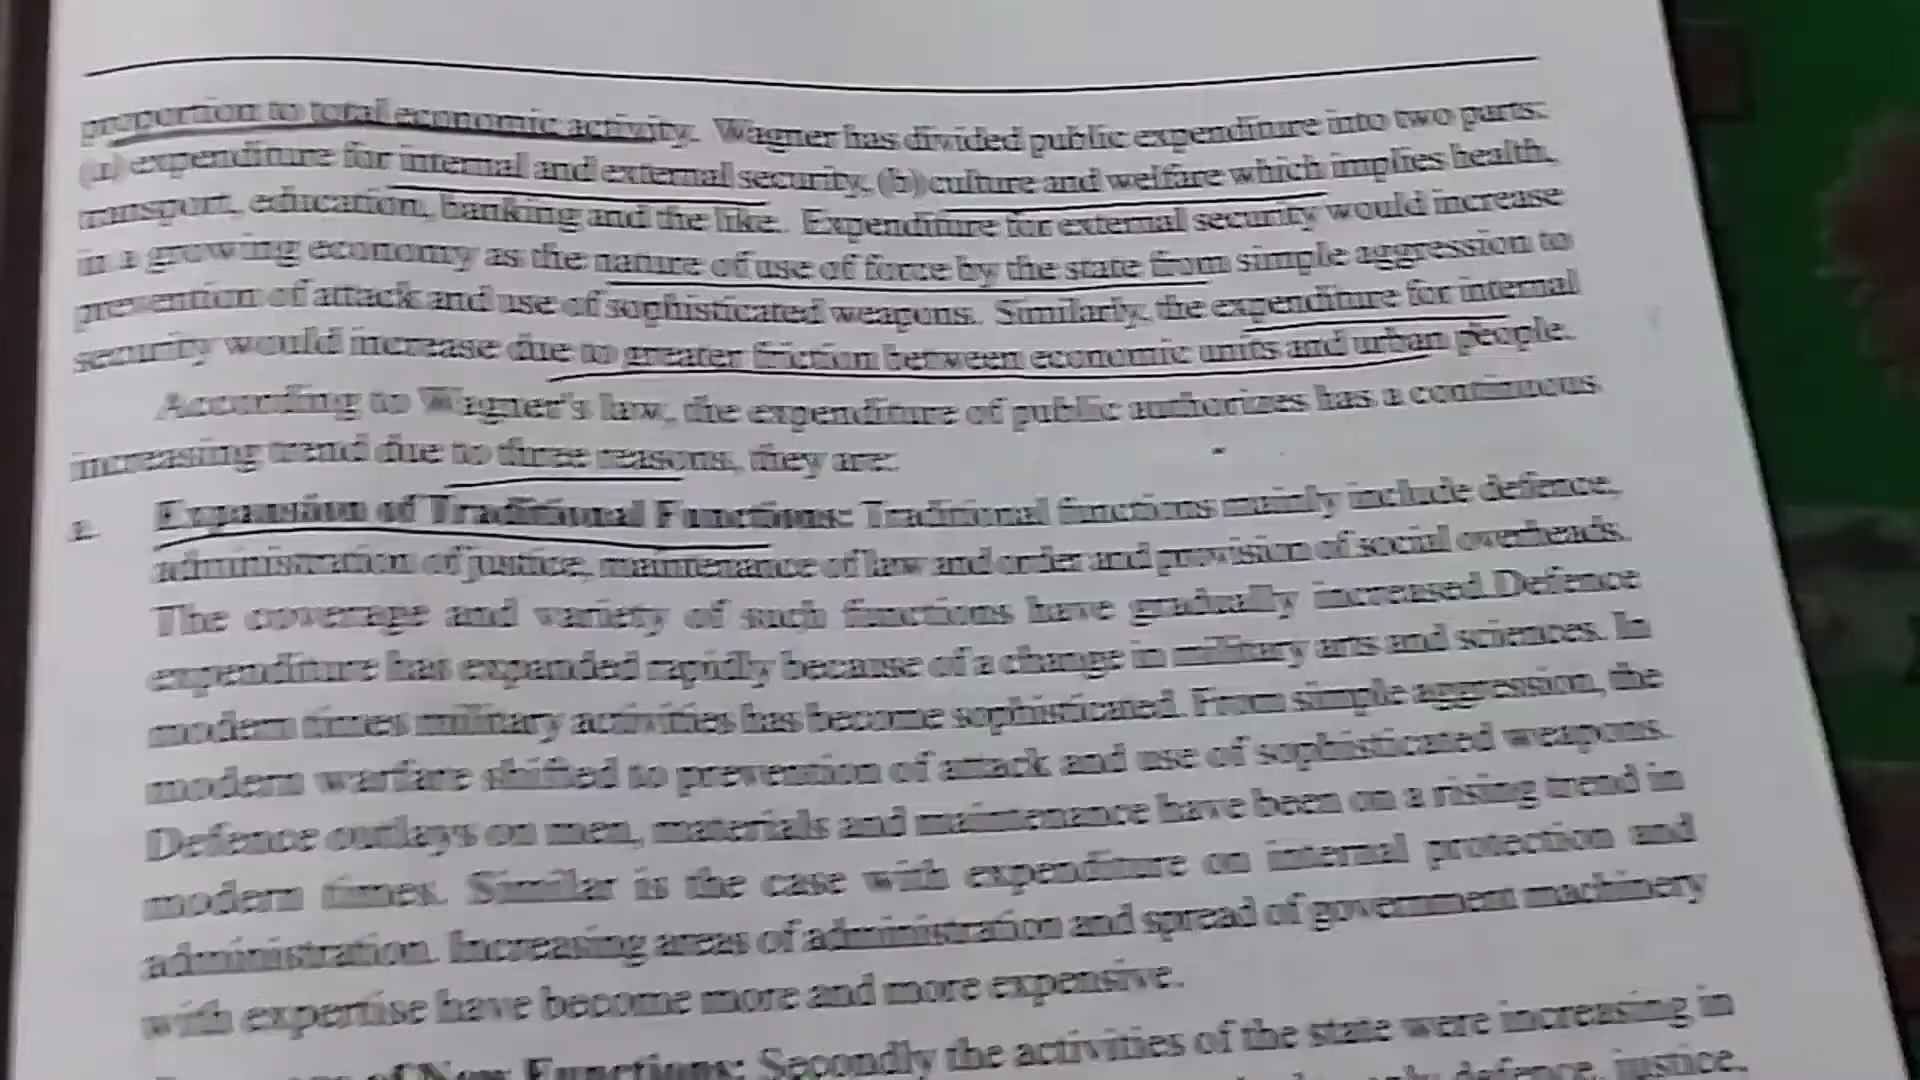 proportion to total economic activity. Wagner has divided public expenditure into two parts:
(a) expenditure for internal and external security, (b) culture and welfare which implies health,
transport, education, banking and the like. Expenditure for external security would increase
in a growing economy as the nature of use of force by the state from simple aggression to
prevention of attack and use of sophisticated weapons. Similarly, the expenditure for internal
security would increase due to greater friction between economic units and urban people.
According to Wagner's law, the expenditure of public authorizes has a continuous
increasing trend due to three reasons, they are:
Expansion of Traditional Functions: Traditional functions mainly include defence,
administration of justice, maintenance of law and order and provision of social overheads.
The coverage and variety of such functions have gradually increased. Defence
expenditure has expanded rapidly because of a change in military arts and sciences. In
modern times military activities has become sophisticated. From simple aggression, the
modern warfare shifted to prevention of attack and use of sophisticated weapons.
Defence outlays on men, materials and maintenance have been on a rising trend in
modern times. Similar is the case with expenditure on internal protection and
administration. Increasing areas of administration and spread of government machinery
with expertise have become more and more expensive.
of New Functions: Secondly the activities of the state were increasing in
defence, justice,